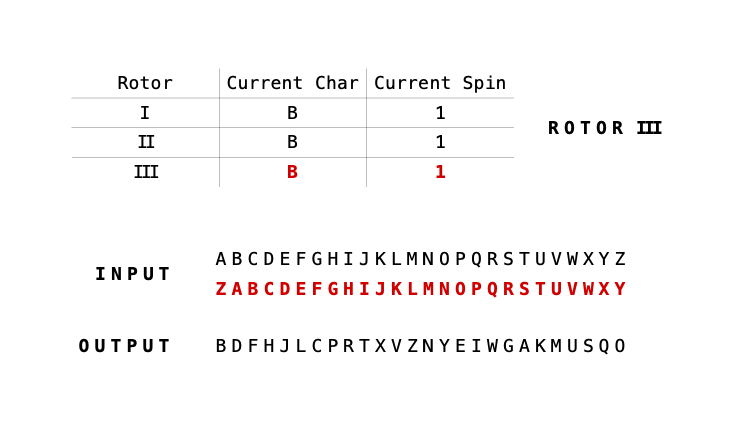 Rotor Current Char Current Spin
I B 1
II B 1
III B 1
ROTOR III
INPUT
ABCDEFGHIJKLMNOPQRSTUVWXYZ
ZABCDEFGHIJKLMNOPQRSTUVWXY
OUTPUT BDFHJLCPRTXVZNYEIWGAKMUSQO